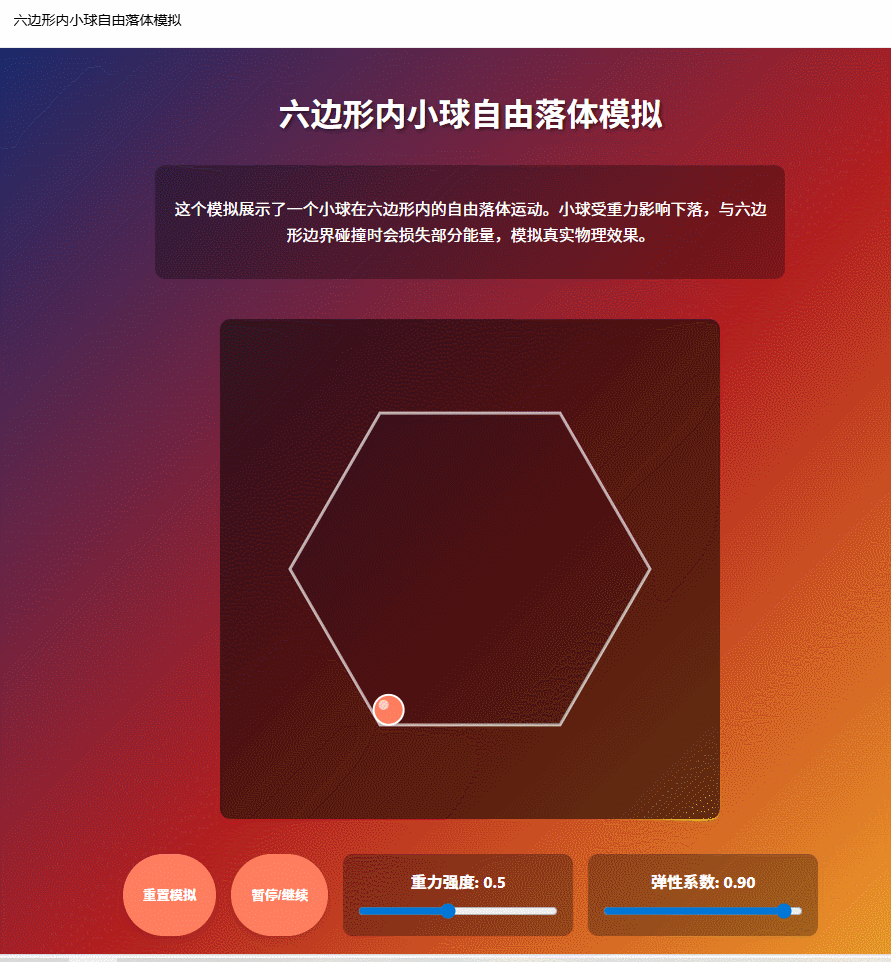 六边形内小球自由落体模拟
六边形内小球自由落体模拟
这个模拟展示了一个小球在六边形内的自由落体运动。小球受重力影响下落，与六边
形边界碰撞时会损失部分能量，模拟真实物理效果。
重置模拟
暂停/继续
重力强度: 0.5
弹性系数: 0.90